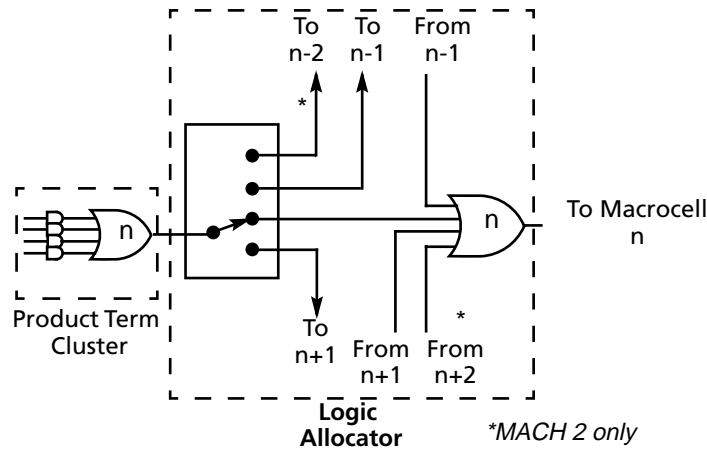 To
n-2
To
n-1
From
n-1
*
n
n
To Macrocell
n
Product Term
Cluster
To
n+1
From
n+1
*
From
n+2
Logic
Allocator
*MACH 2 only